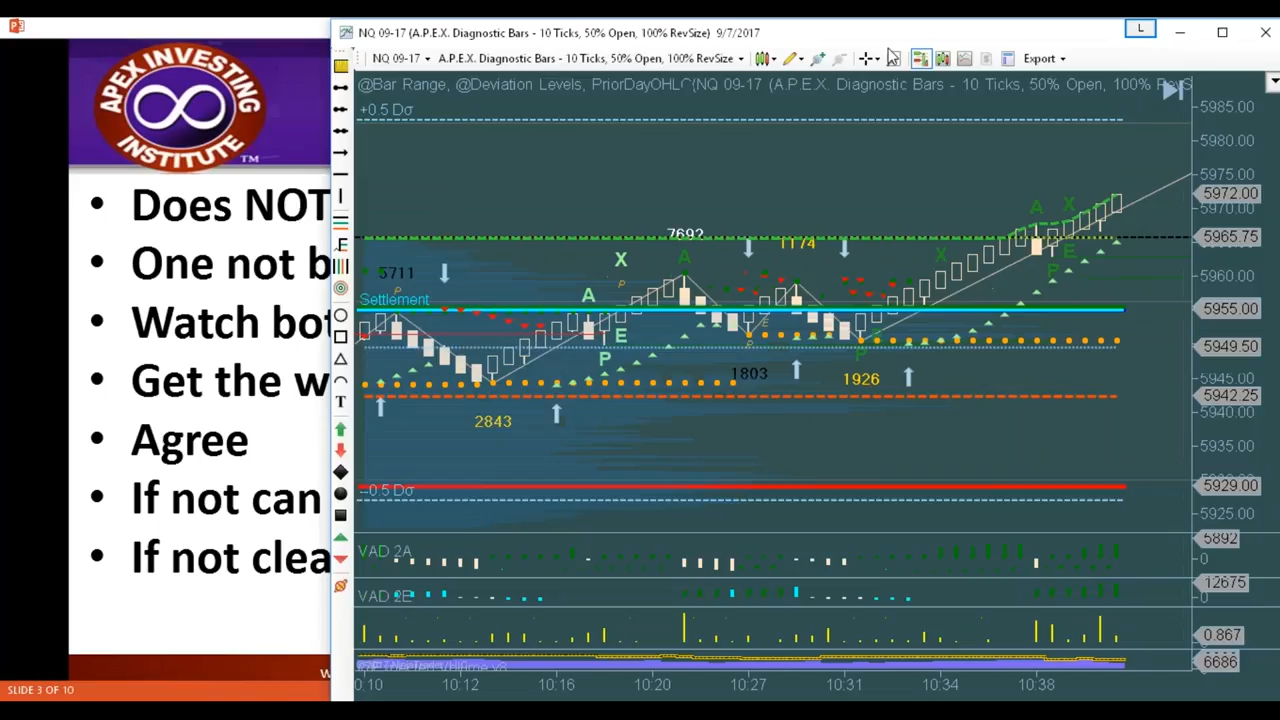 NQ 09-17 (A.P.E.X. Diagnostic Bars - 10 Ticks, 50% Open, 100% RevSize) 9/7/2017
L
NQ 09-17
A.P.E.X. Diagnostic Bars - 10 Ticks, 50% Open, 100% RevSize
Export
APEX INVESTING
INSTITUTE
TM
• Does NOT
• One not b
• Watch bot
• Get the w
• Agree
• If not can
• If not clea
SLIDE 3 OF 10
W
F
T
@Bar Range, @Deviation Levels, PriorDayOHLC(NQ 09-17 (A.P.E.X. Diagnostic Bars - 10 Ticks, 50% Open, 100% RevS
+0.5 Dσ
5985.00
5980.00
5975.00
5972.00
5970.00
A X
7692
1174
5965.75
X A X E
5711
P
P
P
5960.00
A
Settlement
5955.00
E
E
E
P
P
P
5949.50
1803
1926
5945.00
5942.25
2843
5940.00
5935.00
-0.5 Dσ
5929.00
5925.00
VAD 2A
5892
0
VAD 2E
12675
0
0.867
6686
0:10 10:12 10:16 10:20 10:27 10:31 10:34 10:38